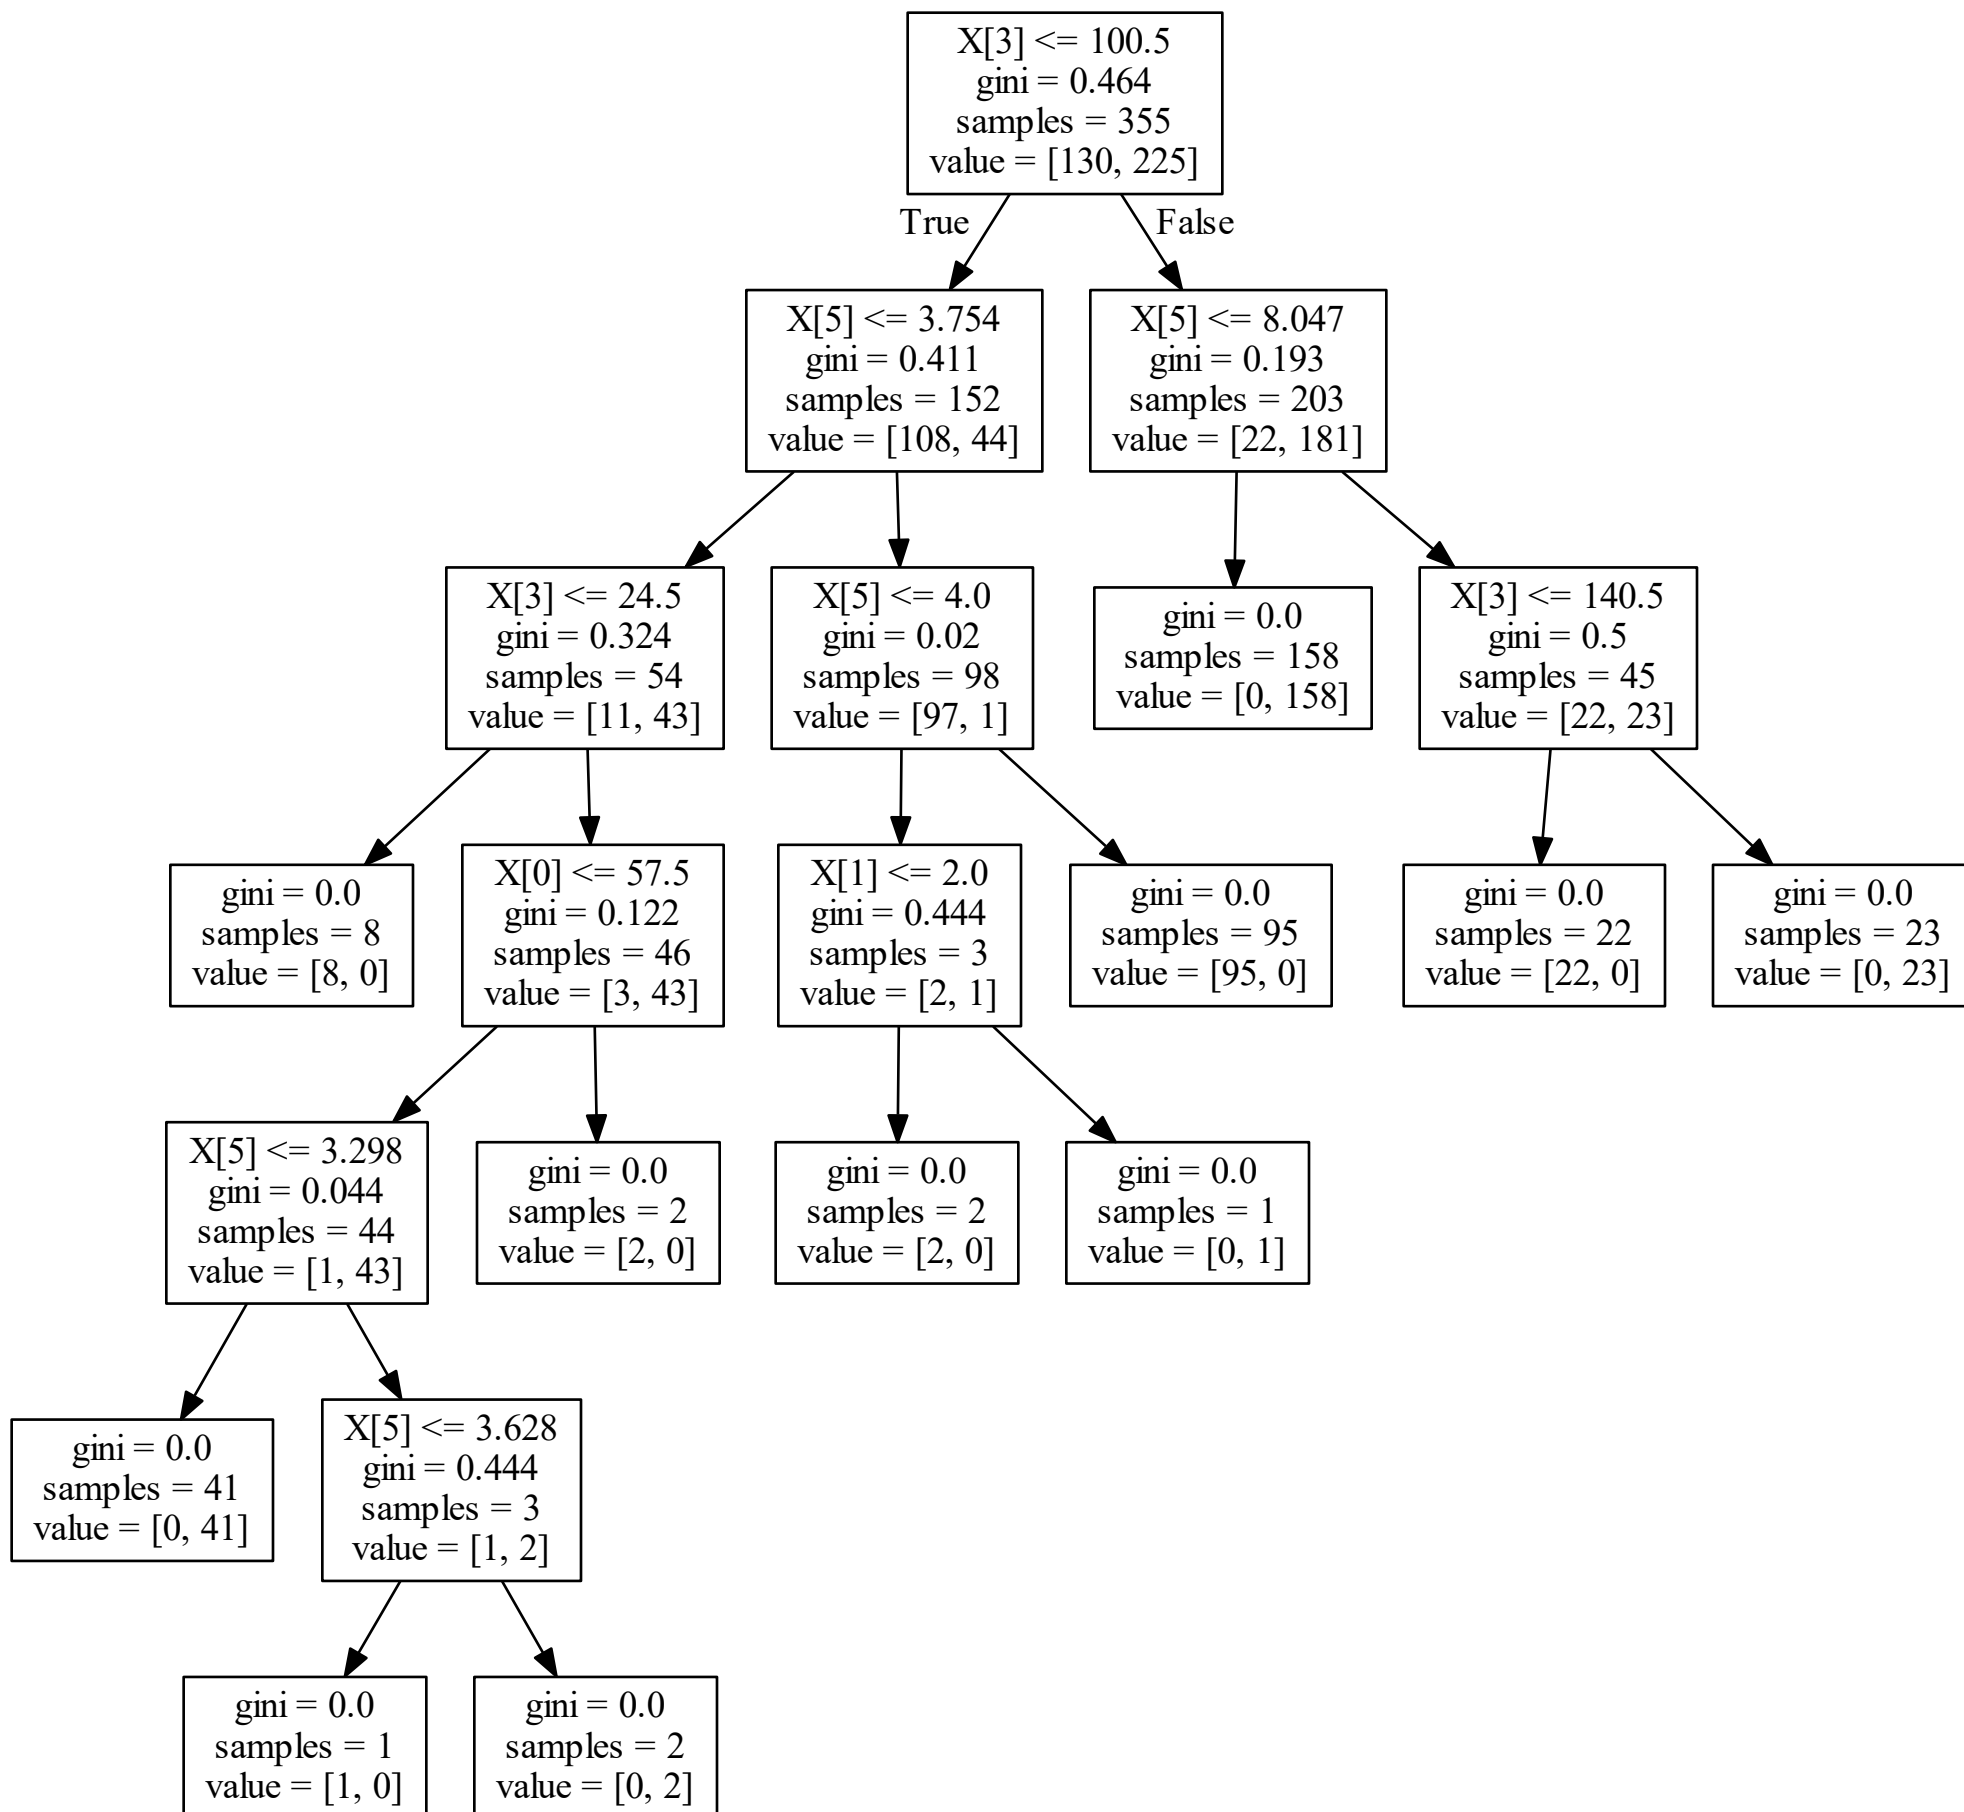 X[3] <= 100.5
gini = 0.464
samples = 355
value = [130, 225]
True
False
X[5] <= 3.754
gini = 0.411
samples = 152
value = [108, 44]
X[5] <= 8.047
gini = 0.193
samples = 203
value = [22, 181]
X[3] <= 24.5
gini = 0.324
samples = 54
value = [11, 43]
X[5] <= 4.0
gini = 0.02
samples = 98
value = [97, 1]
gini = 0.0
samples = 158
value = [0, 158]
X[3] <= 140.5
gini = 0.5
samples = 45
value = [22, 23]
gini = 0.0
samples = 8
value = [8, 0]
X[0] <= 57.5
gini = 0.122
samples = 46
value = [3, 43]
X[1] <= 2.0
gini = 0.444
samples = 3
value = [2, 1]
gini = 0.0
samples = 95
value = [95, 0]
gini = 0.0
samples = 22
value = [22, 0]
gini = 0.0
samples = 23
value = [0, 23]
X[5] <= 3.298
gini = 0.044
samples = 44
value = [1, 43]
gini = 0.0
samples = 2
value = [2, 0]
gini = 0.0
samples = 2
value = [2, 0]
gini = 0.0
samples = 1
value = [0, 1]
gini = 0.0
samples = 41
value = [0, 41]
X[5] <= 3.628
gini = 0.444
samples = 3
value = [1, 2]
gini = 0.0
samples = 1
value = [1, 0]
gini = 0.0
samples = 2
value = [0, 2]